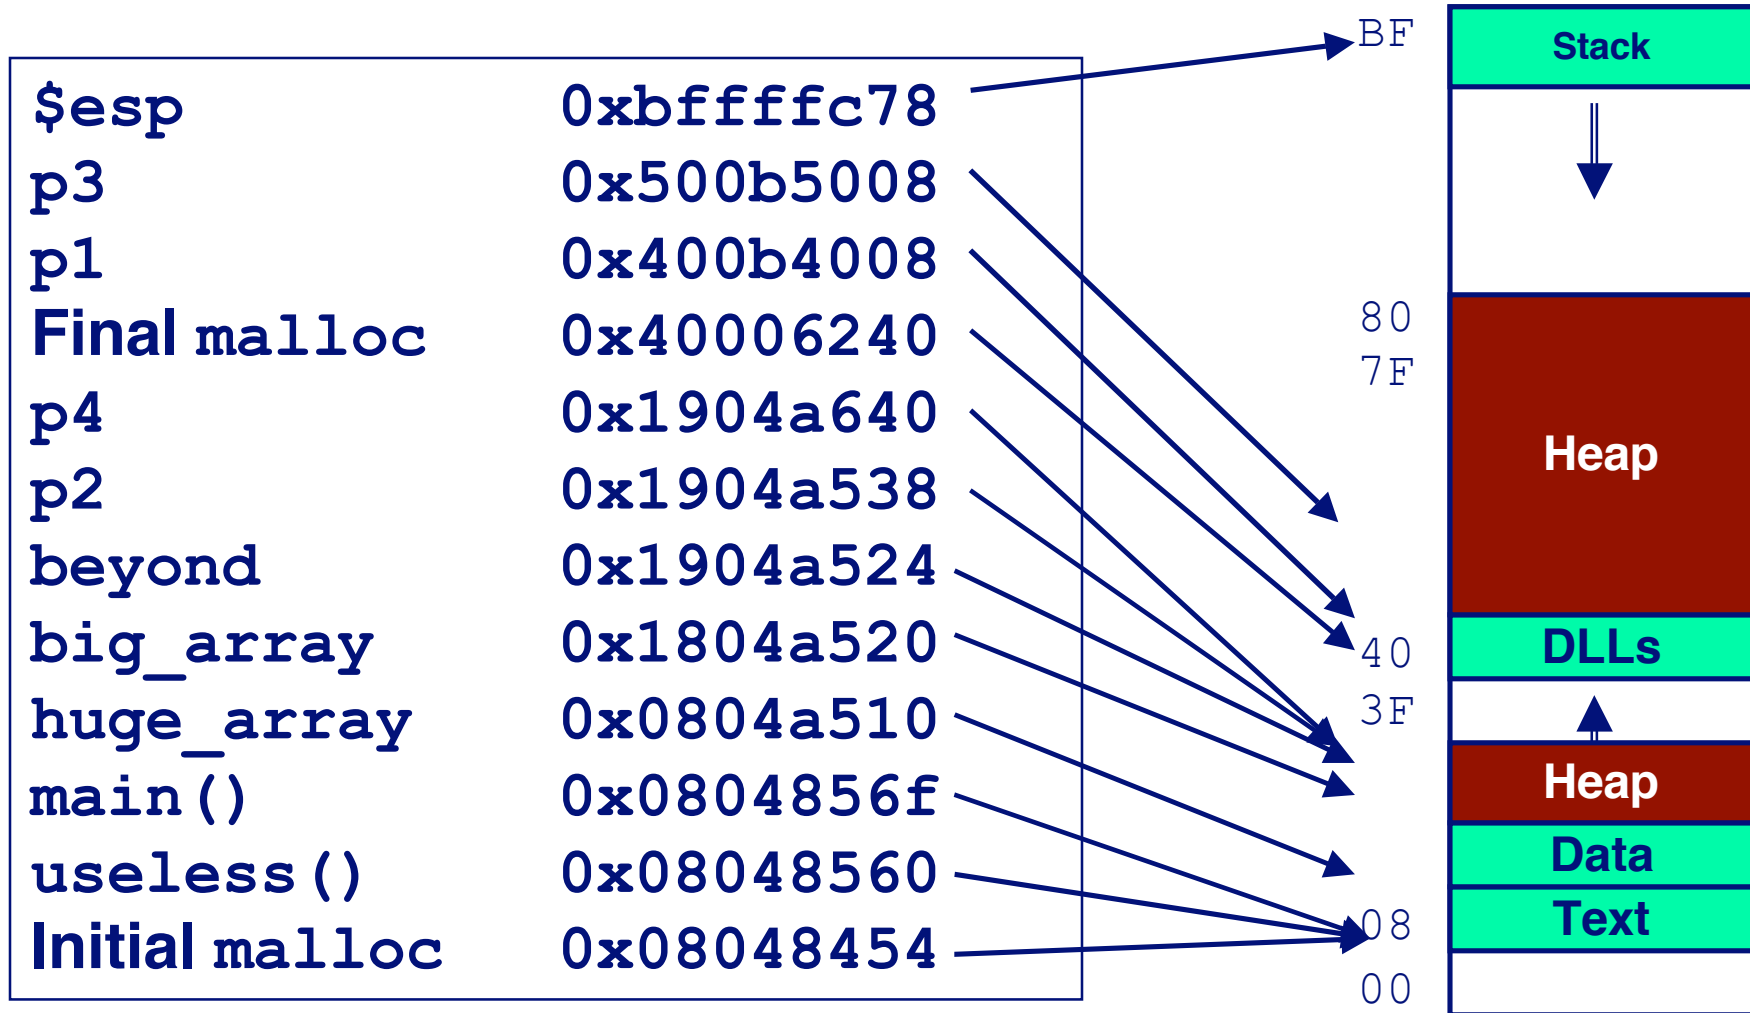 $esp 0xbffffc78
p3 0x500b5008
p1 0x400b4008
Final malloc 0x40006240
p4 0x1904a640
p2 0x1904a538
beyond 0x1904a524
big_array 0x1804a520
huge_array 0x0804a510
main() 0x0804856f
useless() 0x08048560
Initial malloc 0x08048454
BF
80
7F
40
3F
08
00
Stack
Heap
DLLs
Heap
Data
Text